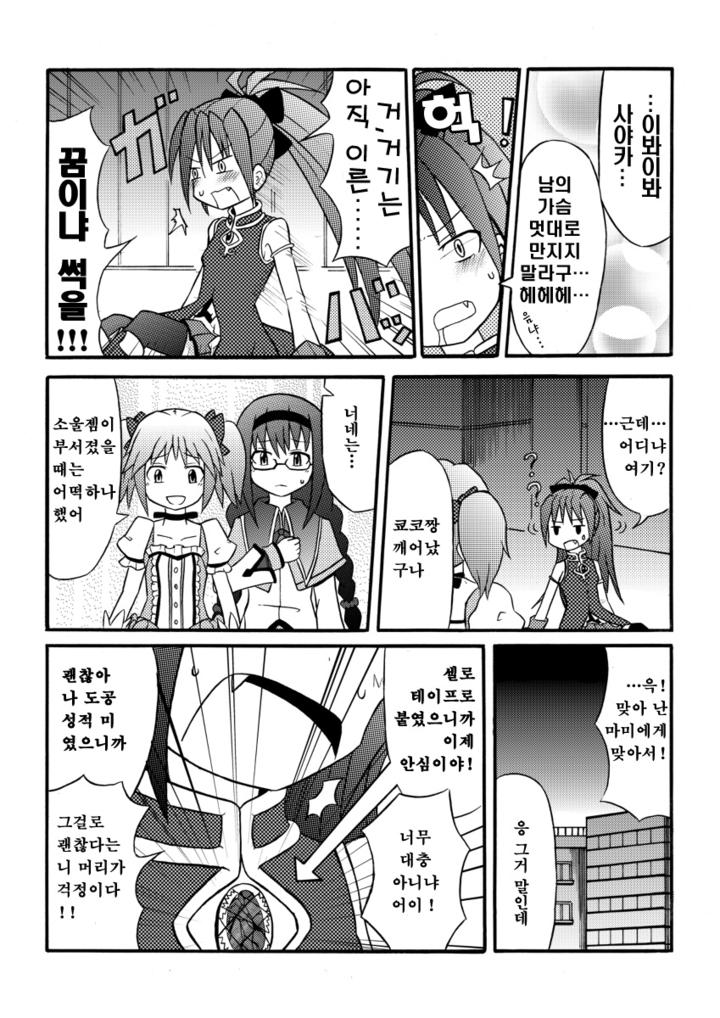 …이봐이봐
사야카…
남의
가슴
멋대로
만지지
말라구…
헤헤헤…
음냐…
헉!
거-거기는
아직 이른……
ガバッ
꿈이냐 썩을
!!!
…근데…
어디냐
여기?
?
?
쿄코짱
깨어났
구나
너네는…
소울젬이
부서졌을
때는
어떡하나
했어
…윽!
맞아 난
마미에게
맞아서!
응 그거 말인데
셀로
테이프로
붙였으니까
이제
안심이야!
너무
대충
아니냐
어이!
괜찮아
나 도공
성적 미
였으니까
그걸로
괜찮다는
니 머리가
걱정이다
!!